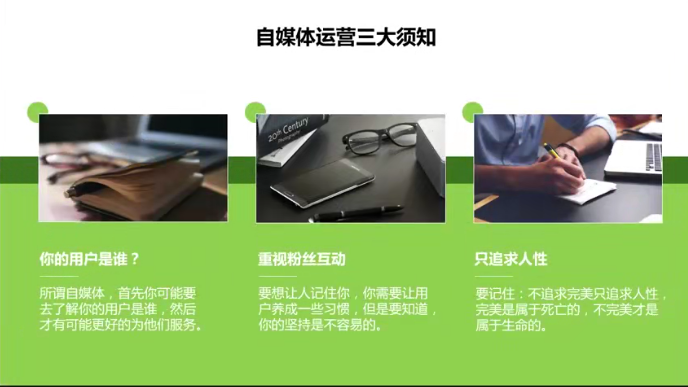 自媒体运营三大须知
20th Century
Photography
你的用户是谁？
所谓自媒体，首先你可能要
去了解你的用户是谁，然后
才有可能更好的为他们服务。
重视粉丝互动
要想让人记住你，你需要让用
户养成一些习惯，但是要知道，
你的坚持是不容易的。
只追求人性
要记住：不追求完美只追求人性，
完美是属于死亡的，不完美才是
属于生命的。